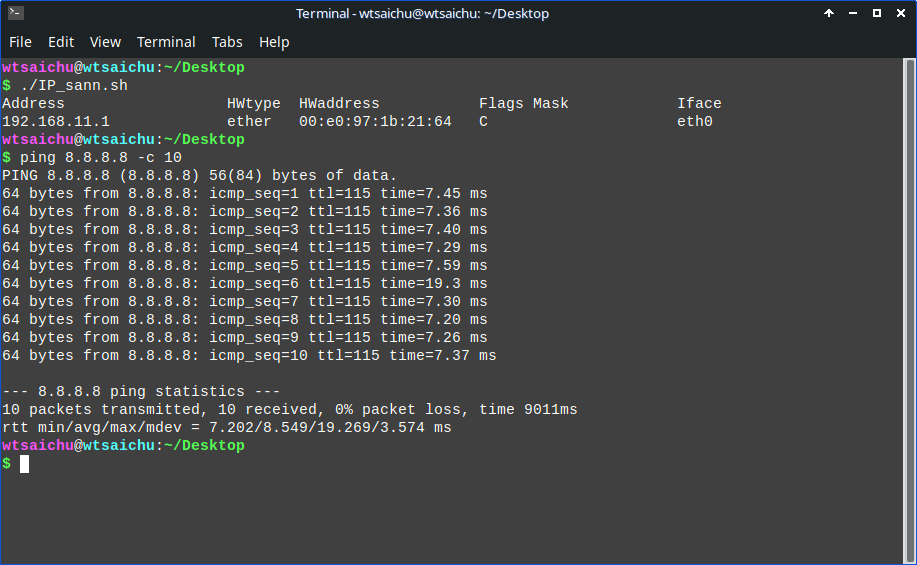 Terminal - wtsaichu@wtsaichu: ~/Desktop
File Edit View Terminal Tabs Help
wtsaichu@wtsaichu:~/Desktop
$ ./IP_sann.sh
Address                  HWtype  HWaddress           Flags Mask            Iface
192.168.11.1             ether   00:e0:97:1b:21:64   C                     eth0
wtsaichu@wtsaichu:~/Desktop
$ ping 8.8.8.8 -c 10
PING 8.8.8.8 (8.8.8.8) 56(84) bytes of data.
64 bytes from 8.8.8.8: icmp_seq=1 ttl=115 time=7.45 ms
64 bytes from 8.8.8.8: icmp_seq=2 ttl=115 time=7.36 ms
64 bytes from 8.8.8.8: icmp_seq=3 ttl=115 time=7.40 ms
64 bytes from 8.8.8.8: icmp_seq=4 ttl=115 time=7.29 ms
64 bytes from 8.8.8.8: icmp_seq=5 ttl=115 time=7.59 ms
64 bytes from 8.8.8.8: icmp_seq=6 ttl=115 time=19.3 ms
64 bytes from 8.8.8.8: icmp_seq=7 ttl=115 time=7.30 ms
64 bytes from 8.8.8.8: icmp_seq=8 ttl=115 time=7.20 ms
64 bytes from 8.8.8.8: icmp_seq=9 ttl=115 time=7.26 ms
64 bytes from 8.8.8.8: icmp_seq=10 ttl=115 time=7.37 ms

--- 8.8.8.8 ping statistics ---
10 packets transmitted, 10 received, 0% packet loss, time 9011ms
rtt min/avg/max/mdev = 7.202/8.549/19.269/3.574 ms
wtsaichu@wtsaichu:~/Desktop
$